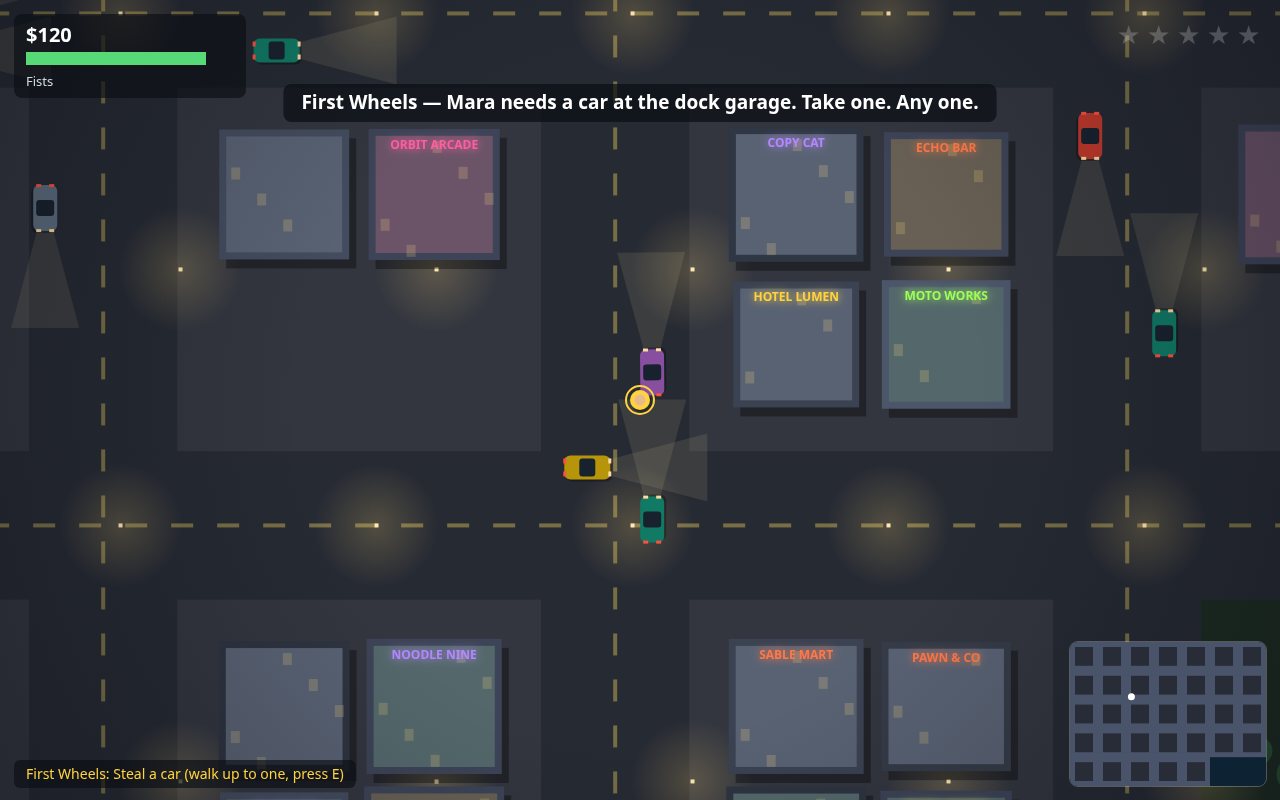 $120
Fists
First Wheels — Mara needs a car at the dock garage. Take one. Any one.
ORBIT ARCADE
COPY CAT
ECHO BAR
HOTEL LUMEN
MOTO WORKS
NOODLE NINE
SABLE MART
PAWN & CO
First Wheels: Steal a car (walk up to one, press E)